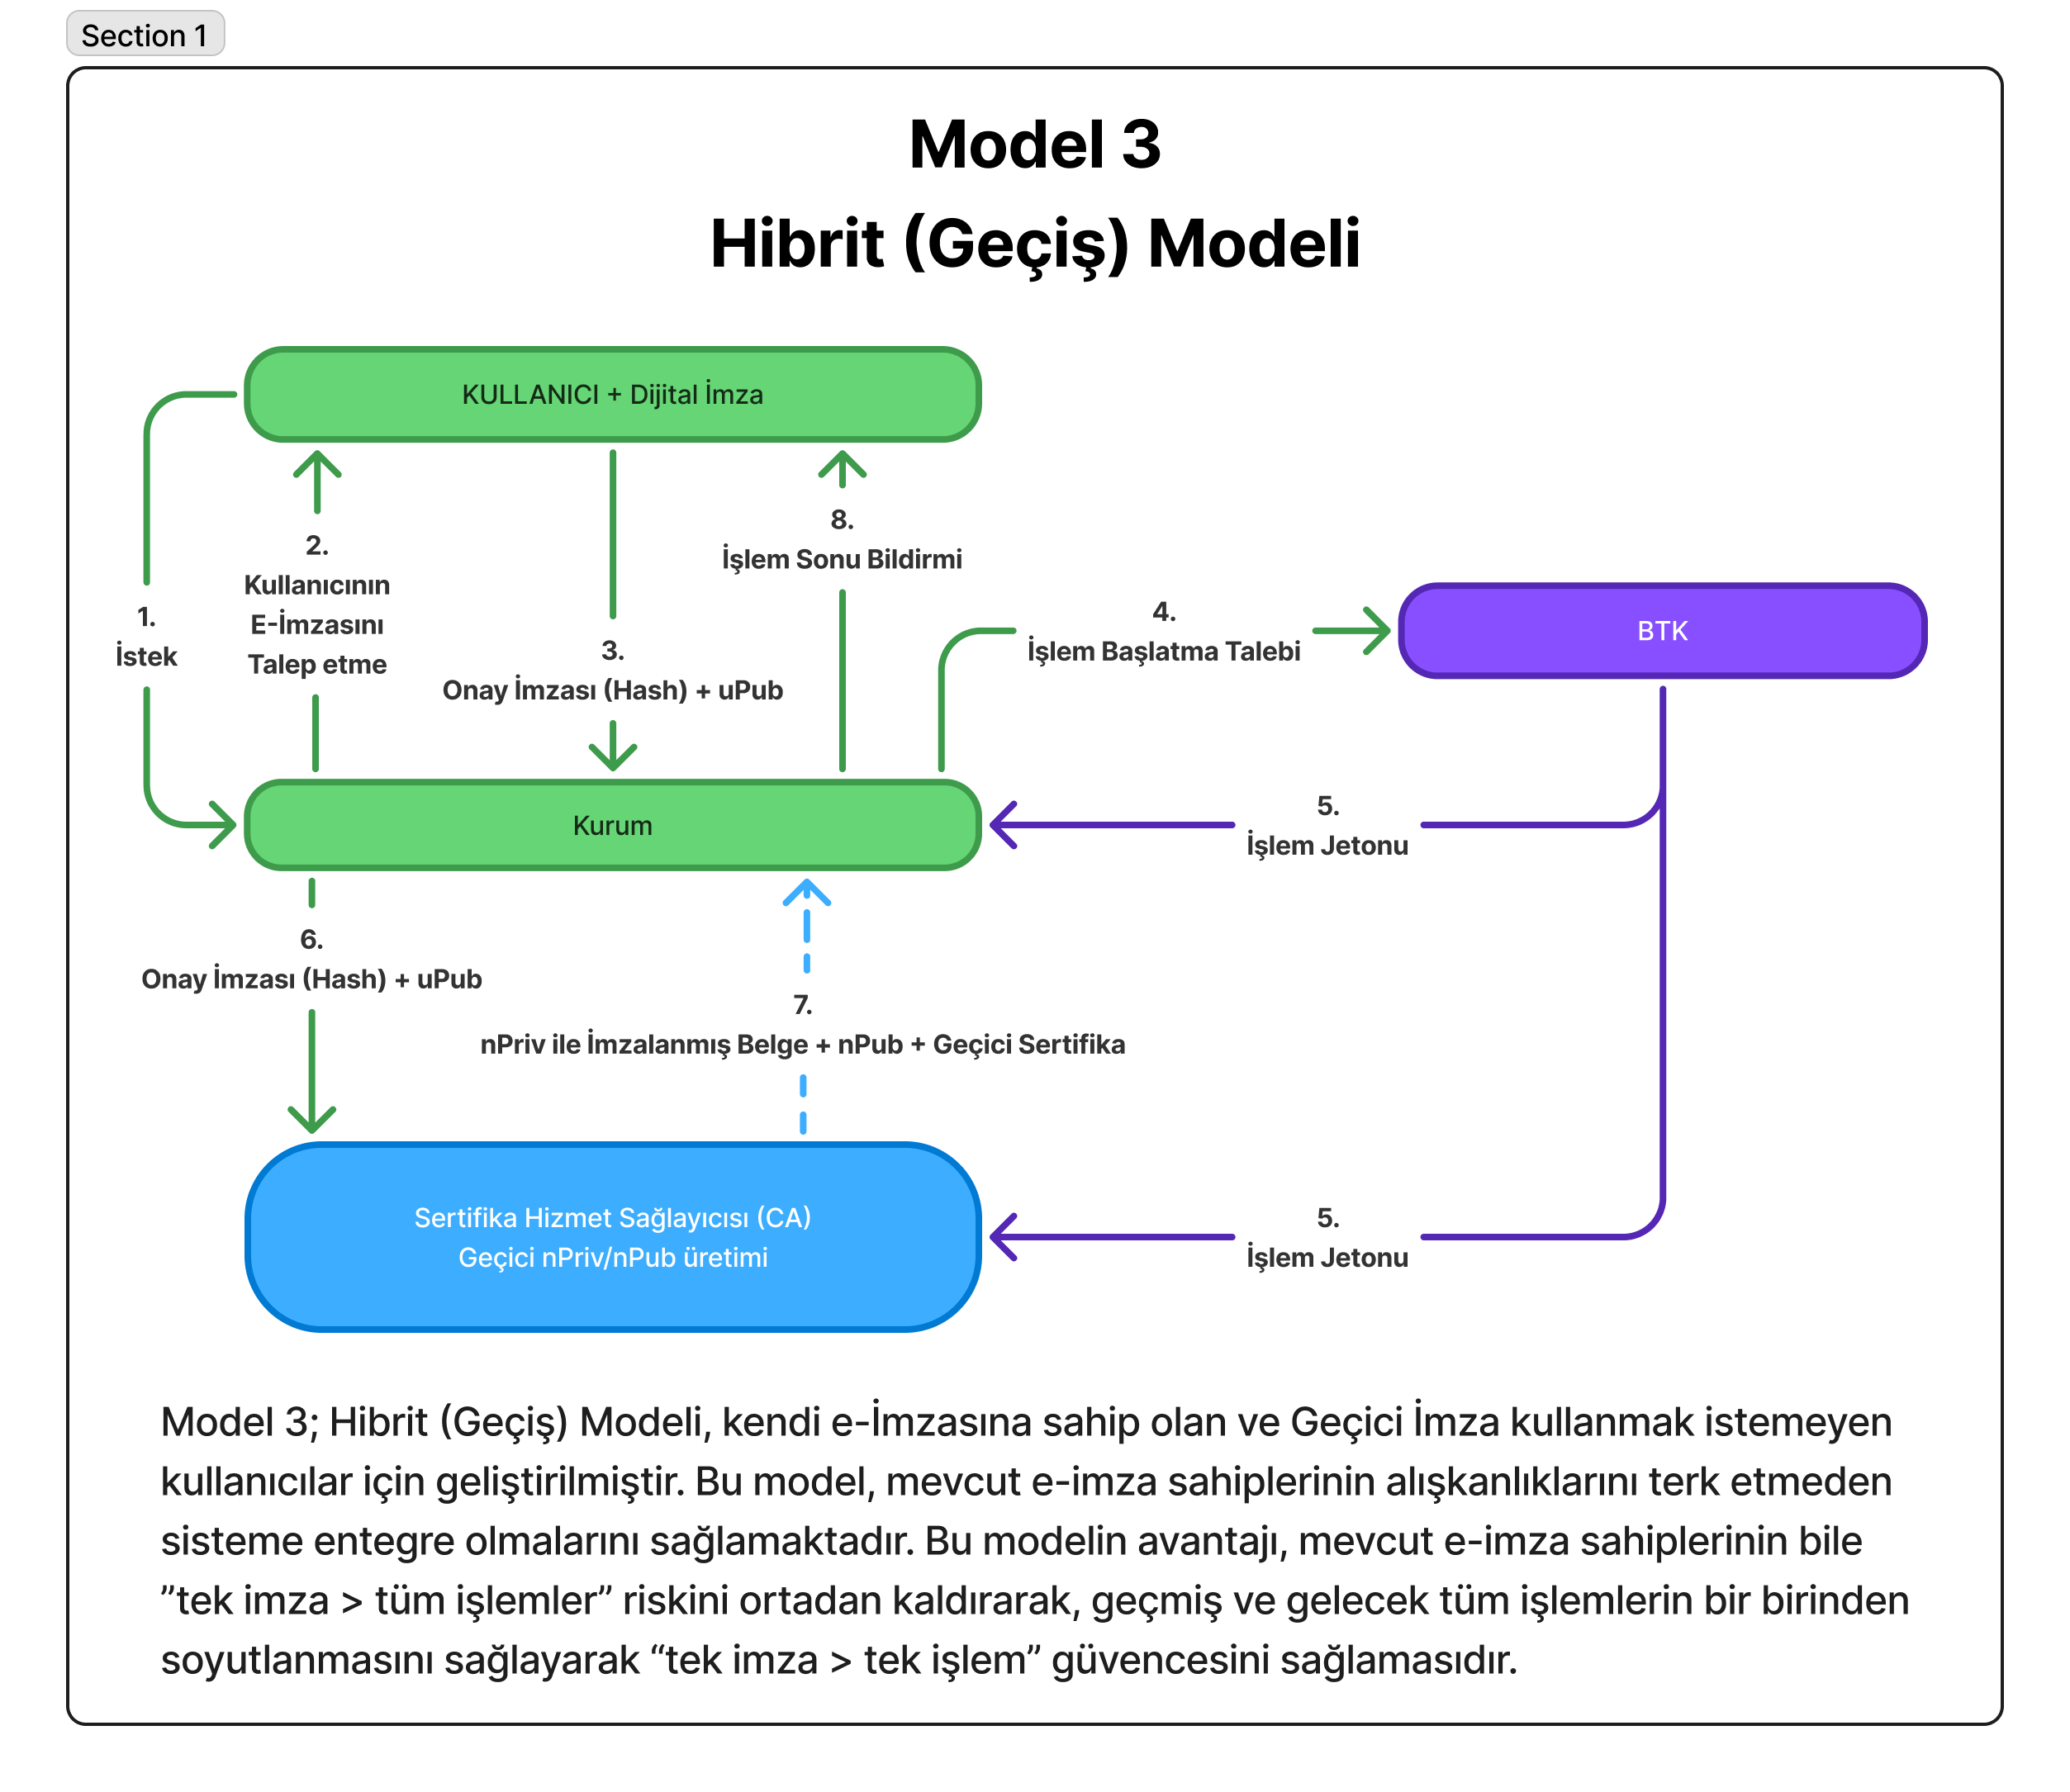 Section 1
Model 3
Hibrit (Geçiş) Modeli
KULLANICI + Dijital İmza
1.
İstek
2.
Kullanıcının
E-İmzasını
Talep etme
3.
Onay İmzası (Hash) + uPub
8.
İşlem Sonu Bildirmi
4.
İşlem Başlatma Talebi
BTK
Kurum
5.
İşlem Jetonu
6.
Onay İmzası (Hash) + uPub
7.
nPriv ile İmzalanmış Belge + nPub + Geçici Sertifika
Sertifika Hizmet Sağlayıcısı (CA)
Geçici nPriv/nPub üretimi
5.
İşlem Jetonu
Model 3; Hibrit (Geçiş) Modeli, kendi e-İmzasına sahip olan ve Geçici İmza kullanmak istemeyen
kullanıcılar için geliştirilmiştir. Bu model, mevcut e-imza sahiplerinin alışkanlıklarını terk etmeden
sisteme entegre olmalarını sağlamaktadır. Bu modelin avantajı, mevcut e-imza sahiplerinin bile
”tek imza > tüm işlemler” riskini ortadan kaldırarak, geçmiş ve gelecek tüm işlemlerin bir birinden
soyutlanmasını sağlayarak “tek imza > tek işlem” güvencesini sağlamasıdır.